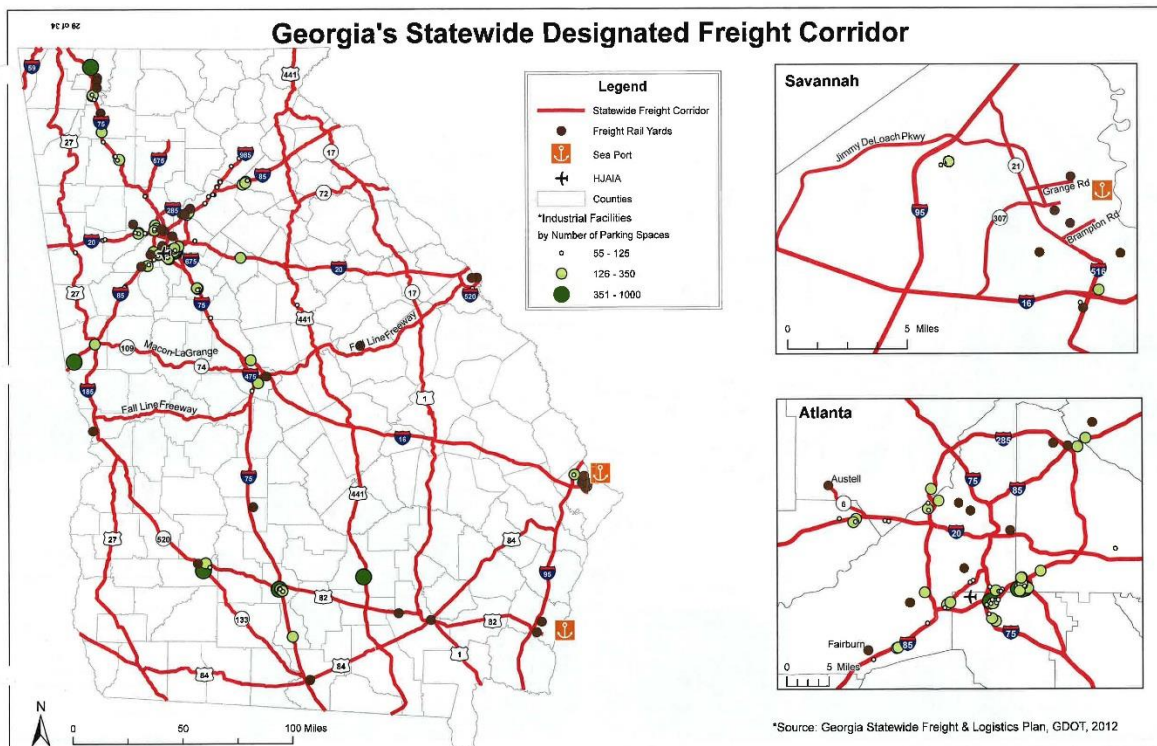 29 of 34
Georgia's Statewide Designated Freight Corridor
Legend
Statewide Freight Corridor
Freight Rail Yards
Sea Port
HJAIA
Counties
*Industrial Facilities
by Number of Parking Spaces
55 - 125
126 - 350
351 - 1000
59
441
27
75
575
985
85
17
72
285
20
675
85
75
20
27
441
17
520
Fall Line Freeway
Macon-LaGrange
109
74
475
185
Fall Line Freeway
1
16
75
441
27
520
84
95
82
133
82
84
84
1
N
0
50
100 Miles
Savannah
Jimmy DeLoach Pkwy
21
Grange Rd
95
307
Brampton Rd
516
16
0
5 Miles
Atlanta
285
75
85
Austell
6
20
Fairburn
85
75
0
5 Miles
*Source: Georgia Statewide Freight & Logistics Plan, GDOT, 2012